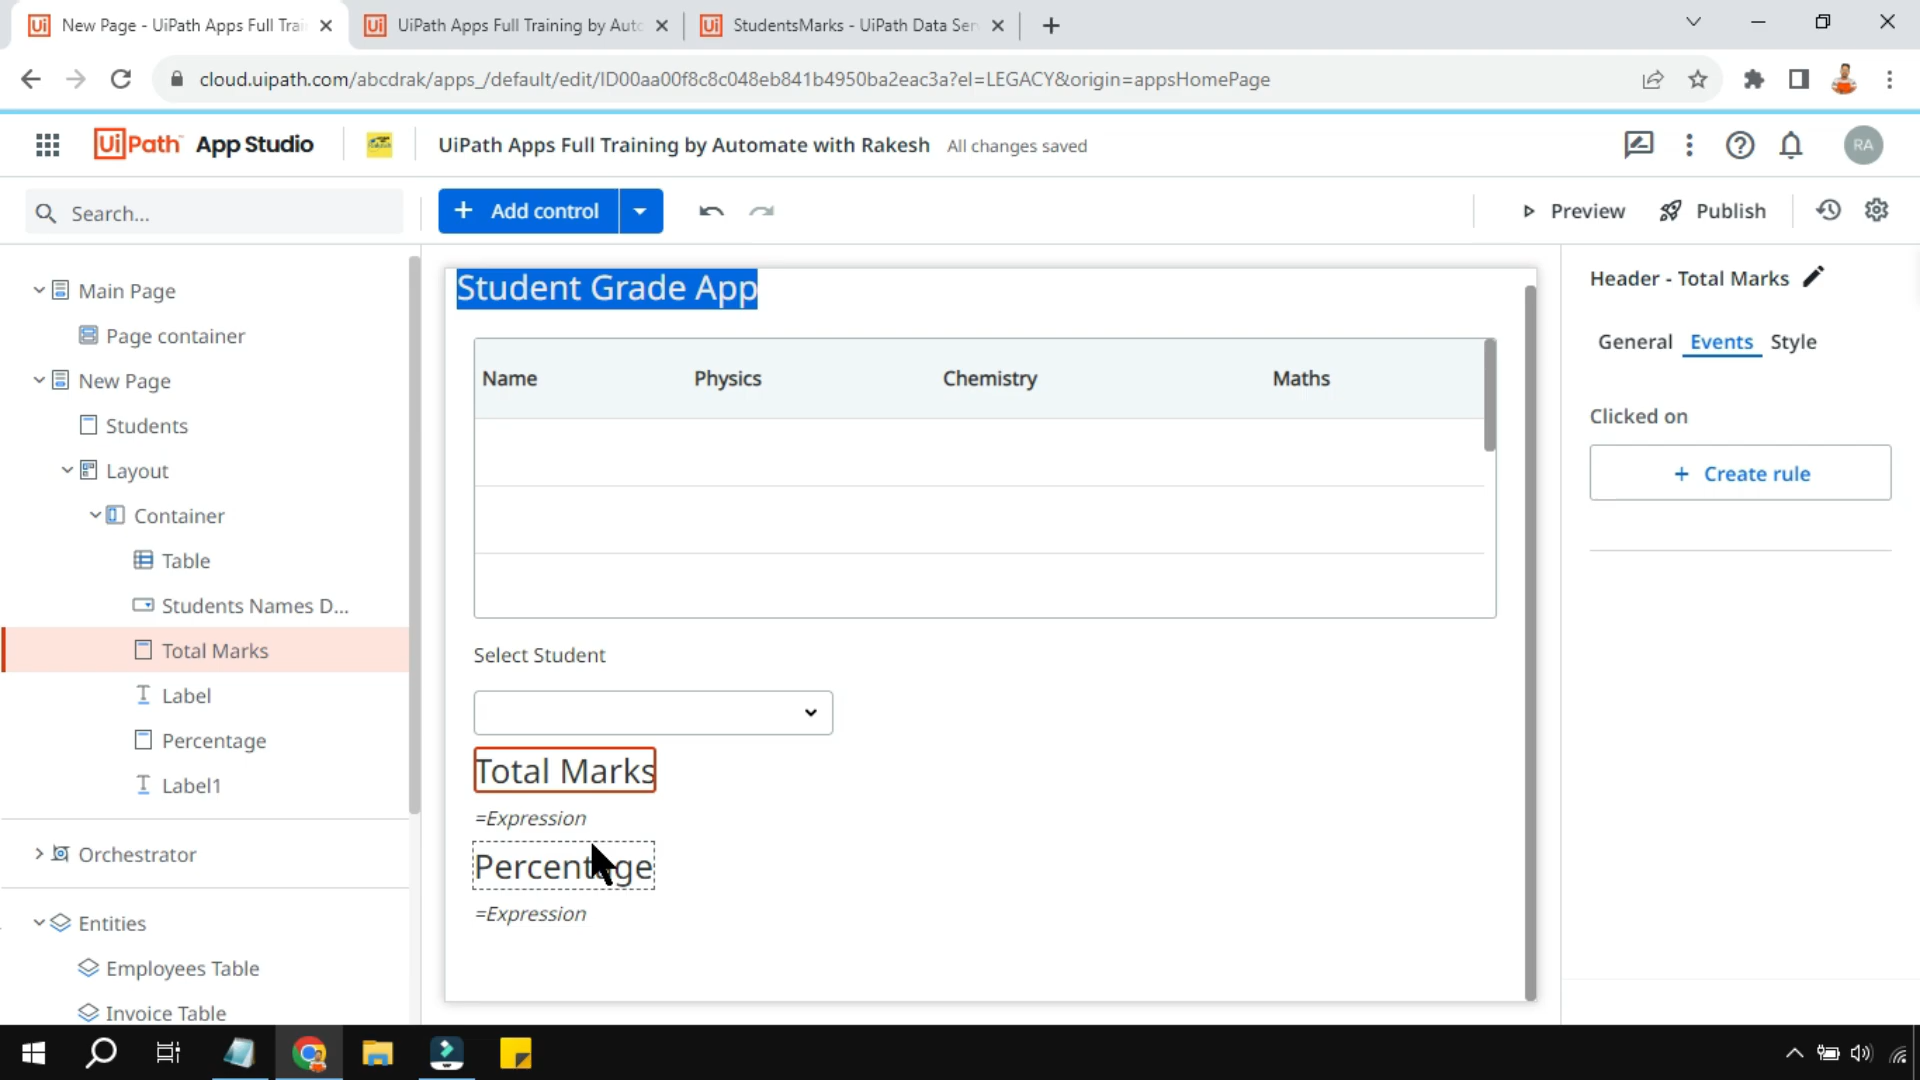 New Page - UiPath Apps Full Trai
UiPath Apps Full Training by Auto
StudentsMarks - UiPath Data Ser
cloud.uipath.com/abcdrak/apps_/default/edit/ID00aa00f8c8c048eb841b4950ba2eac3a?el=LEGACY&origin=appsHomePage
UiPath App Studio
UiPath Apps Full Training by Automate with Rakesh All changes saved
RA
Search...
+ Add control
Preview
Publish
Main Page
Page container
New Page
Students
Layout
Container
Table
Students Names D...
Total Marks
Label
Percentage
Label1
Orchestrator
Entities
Employees Table
Invoice Table
Student Grade App
Name Physics Chemistry Maths
Select Student
Total Marks
=Expression
Percentage
=Expression
Header - Total Marks
General Events Style
Clicked on
+ Create rule